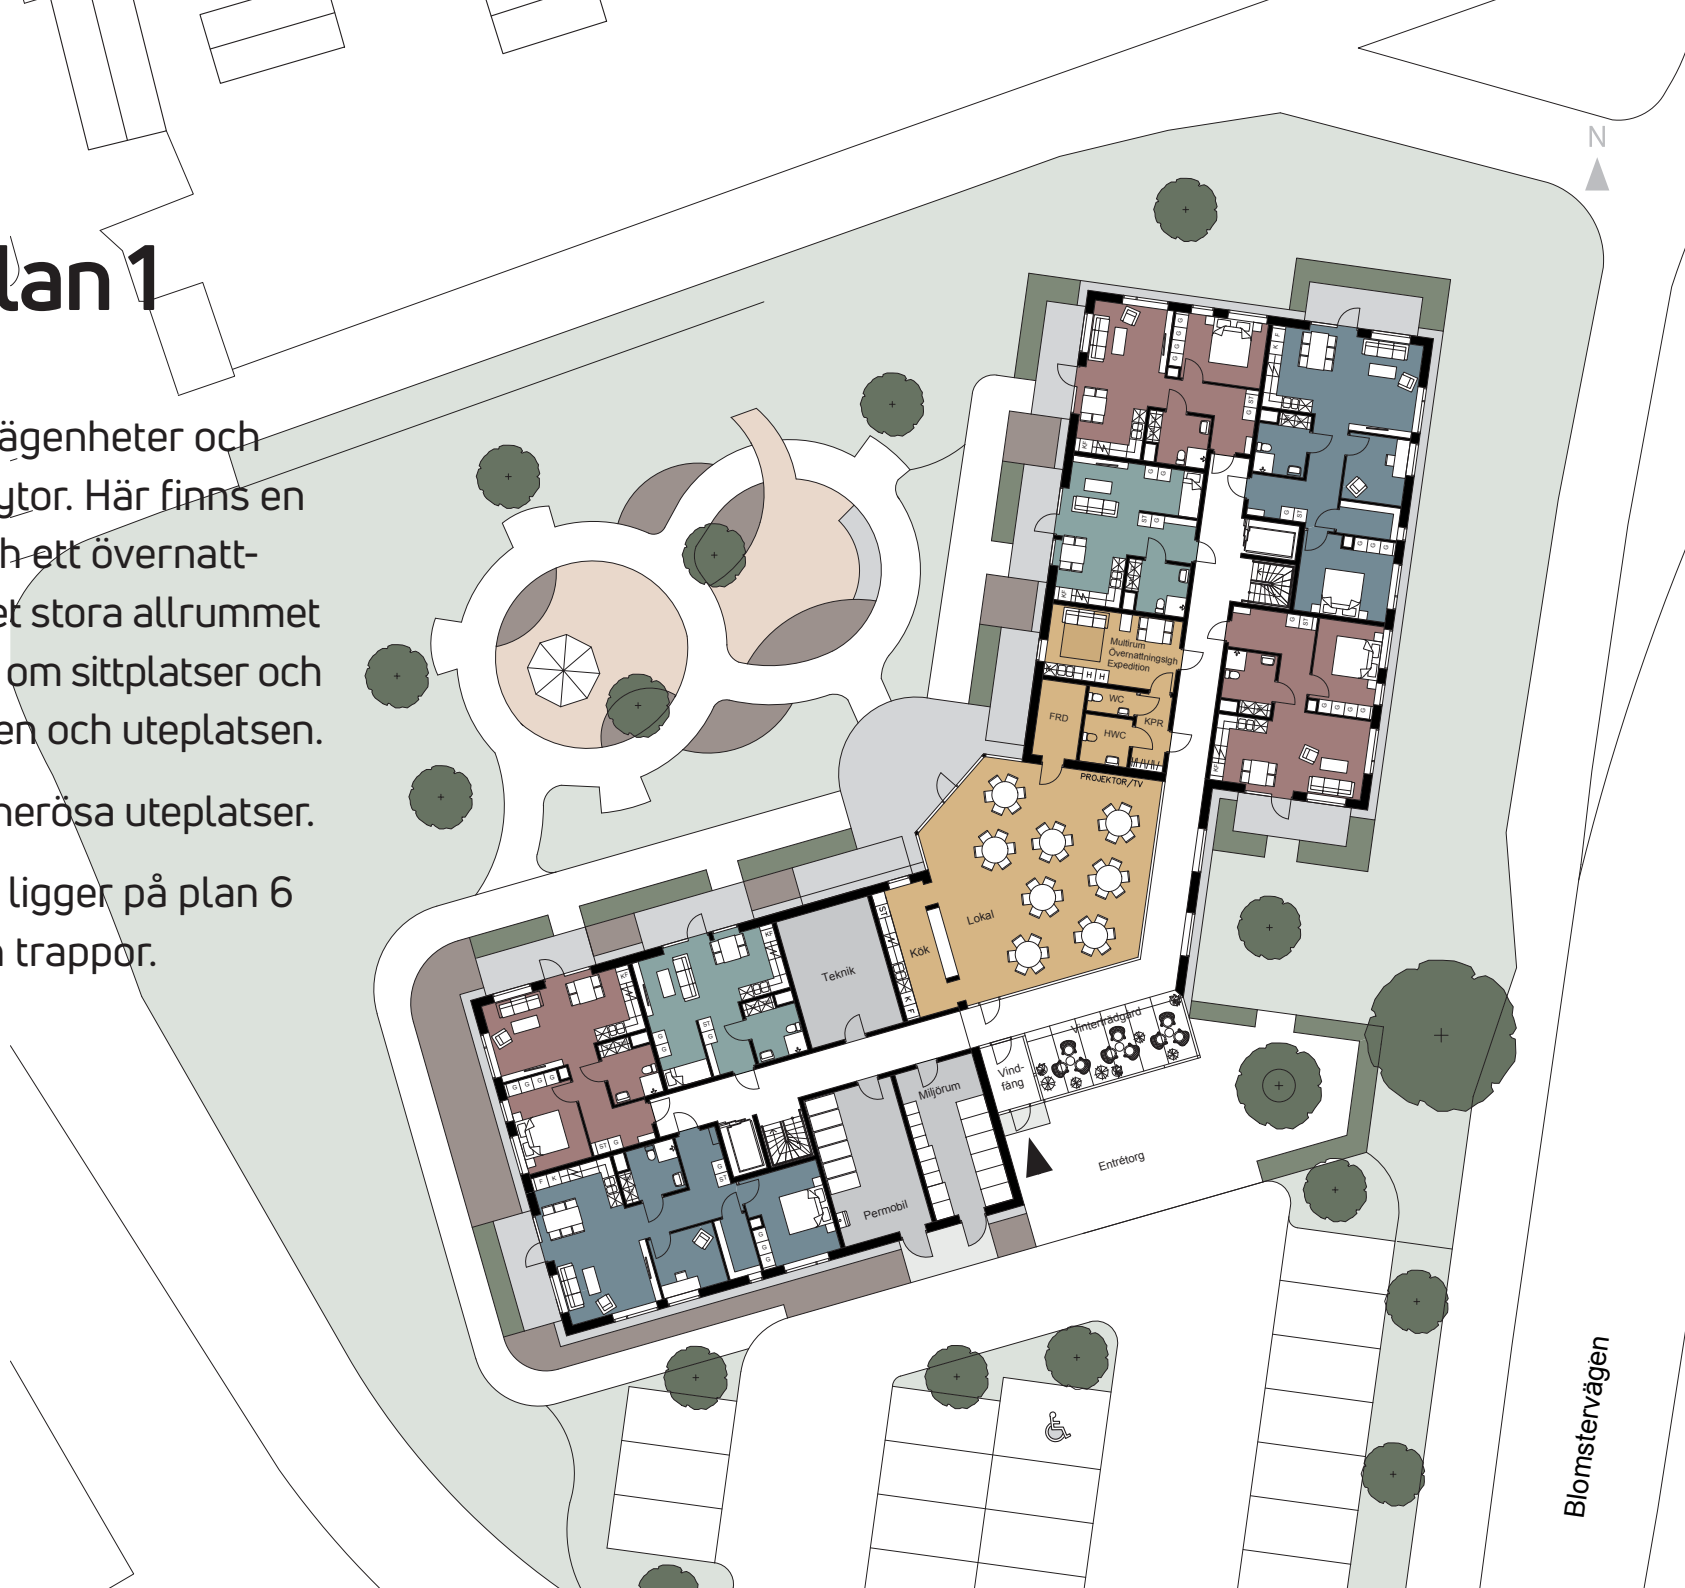 lan 1
ägenheter och
ytor. Här finns en
h ett övernatt-
et stora allrummet
om sittplatser och
en och uteplatsen.
nerösa uteplatser.
ligger på plan 6
n trappor.
N
Multirum
Övernattningslgh
Expedition
WC
FRD
KPR
HWC
PROJEKTOR/TV
Lokal
Kök
Teknik
Vinterträdgård
Vind-
fång
Miljörum
Permobil
Entrétorg
Blomstervägen